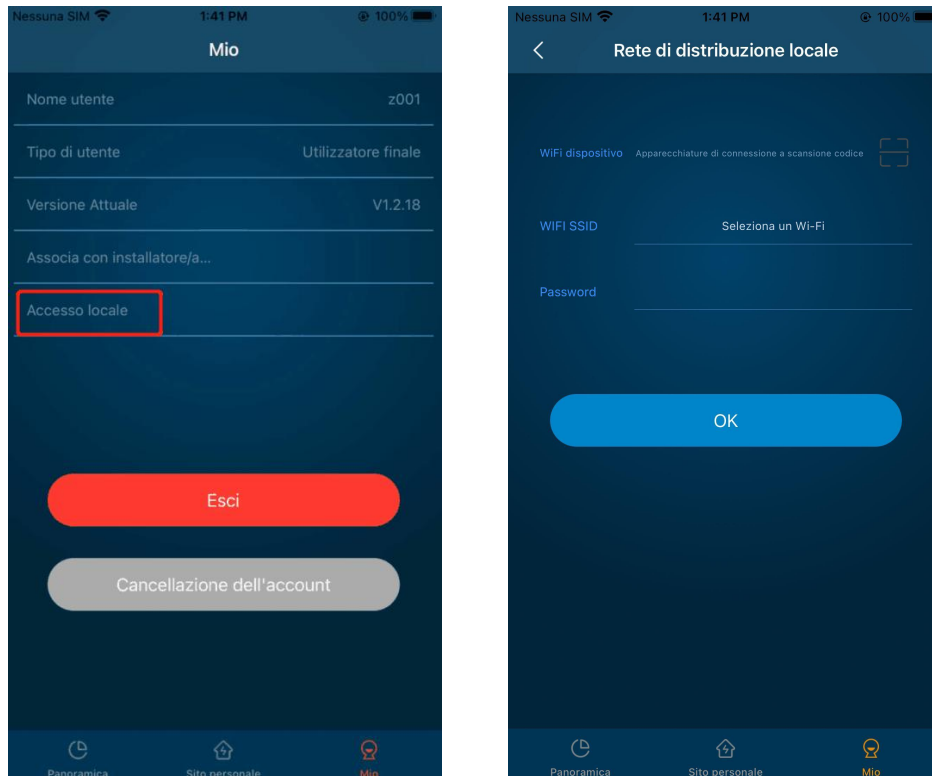 Nessuna SIM 1:41 PM 100%
Mio
Nome utente z001
Tipo di utente Utilizzatore finale
Versione Attuale V1.2.18
Associa con installatore/a...
Accesso locale
Esci
Cancellazione dell'account
Panoramica Sito personale Mio
Nessuna SIM 1:41 PM 100%
Rete di distribuzione locale
WiFi dispositivo Apparecchiature di connessione a scansione codice
WIFI SSID Seleziona un Wi-Fi
Password
OK
Panoramica Sito personale Mio